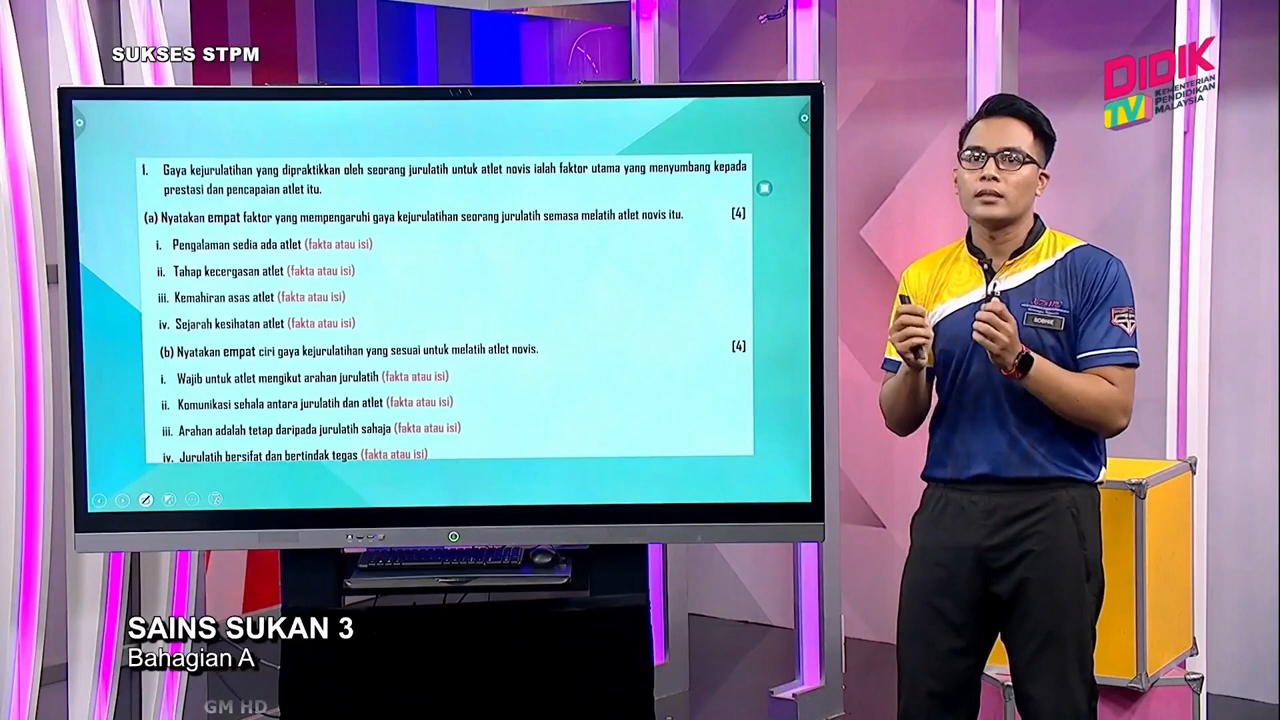 SUKSES STPM
DIDIK
TV
KEMENTERIAN
PENDIDIKAN
MALAYSIA
1. Gaya kejurulatihan yang dipraktikkan oleh seorang jurulatih untuk atlet novis ialah faktor utama yang menyumbang kepada
prestasi dan pencapaian atlet itu.
(a) Nyatakan empat faktor yang mempengaruhi gaya kejurulatihan seorang jurulatih semasa melatih atlet novis itu. [4]
i. Pengalaman sedia ada atlet (fakta atau isi)
ii. Tahap kecergasan atlet (fakta atau isi)
iii. Kemahiran asas atlet (fakta atau isi)
iv. Sejarah kesihatan atlet (fakta atau isi)
(b) Nyatakan empat ciri gaya kejurulatihan yang sesuai untuk melatih atlet novis. [4]
i. Wajib untuk atlet mengikut arahan jurulatih (fakta atau isi)
ii. Komunikasi sehala antara jurulatih dan atlet (fakta atau isi)
iii. Arahan adalah tetap daripada jurulatih sahaja (fakta atau isi)
iv. Jurulatih bersifat dan bertindak tegas (fakta atau isi)
SAINS SUKAN 3
Bahagian A
GM HD